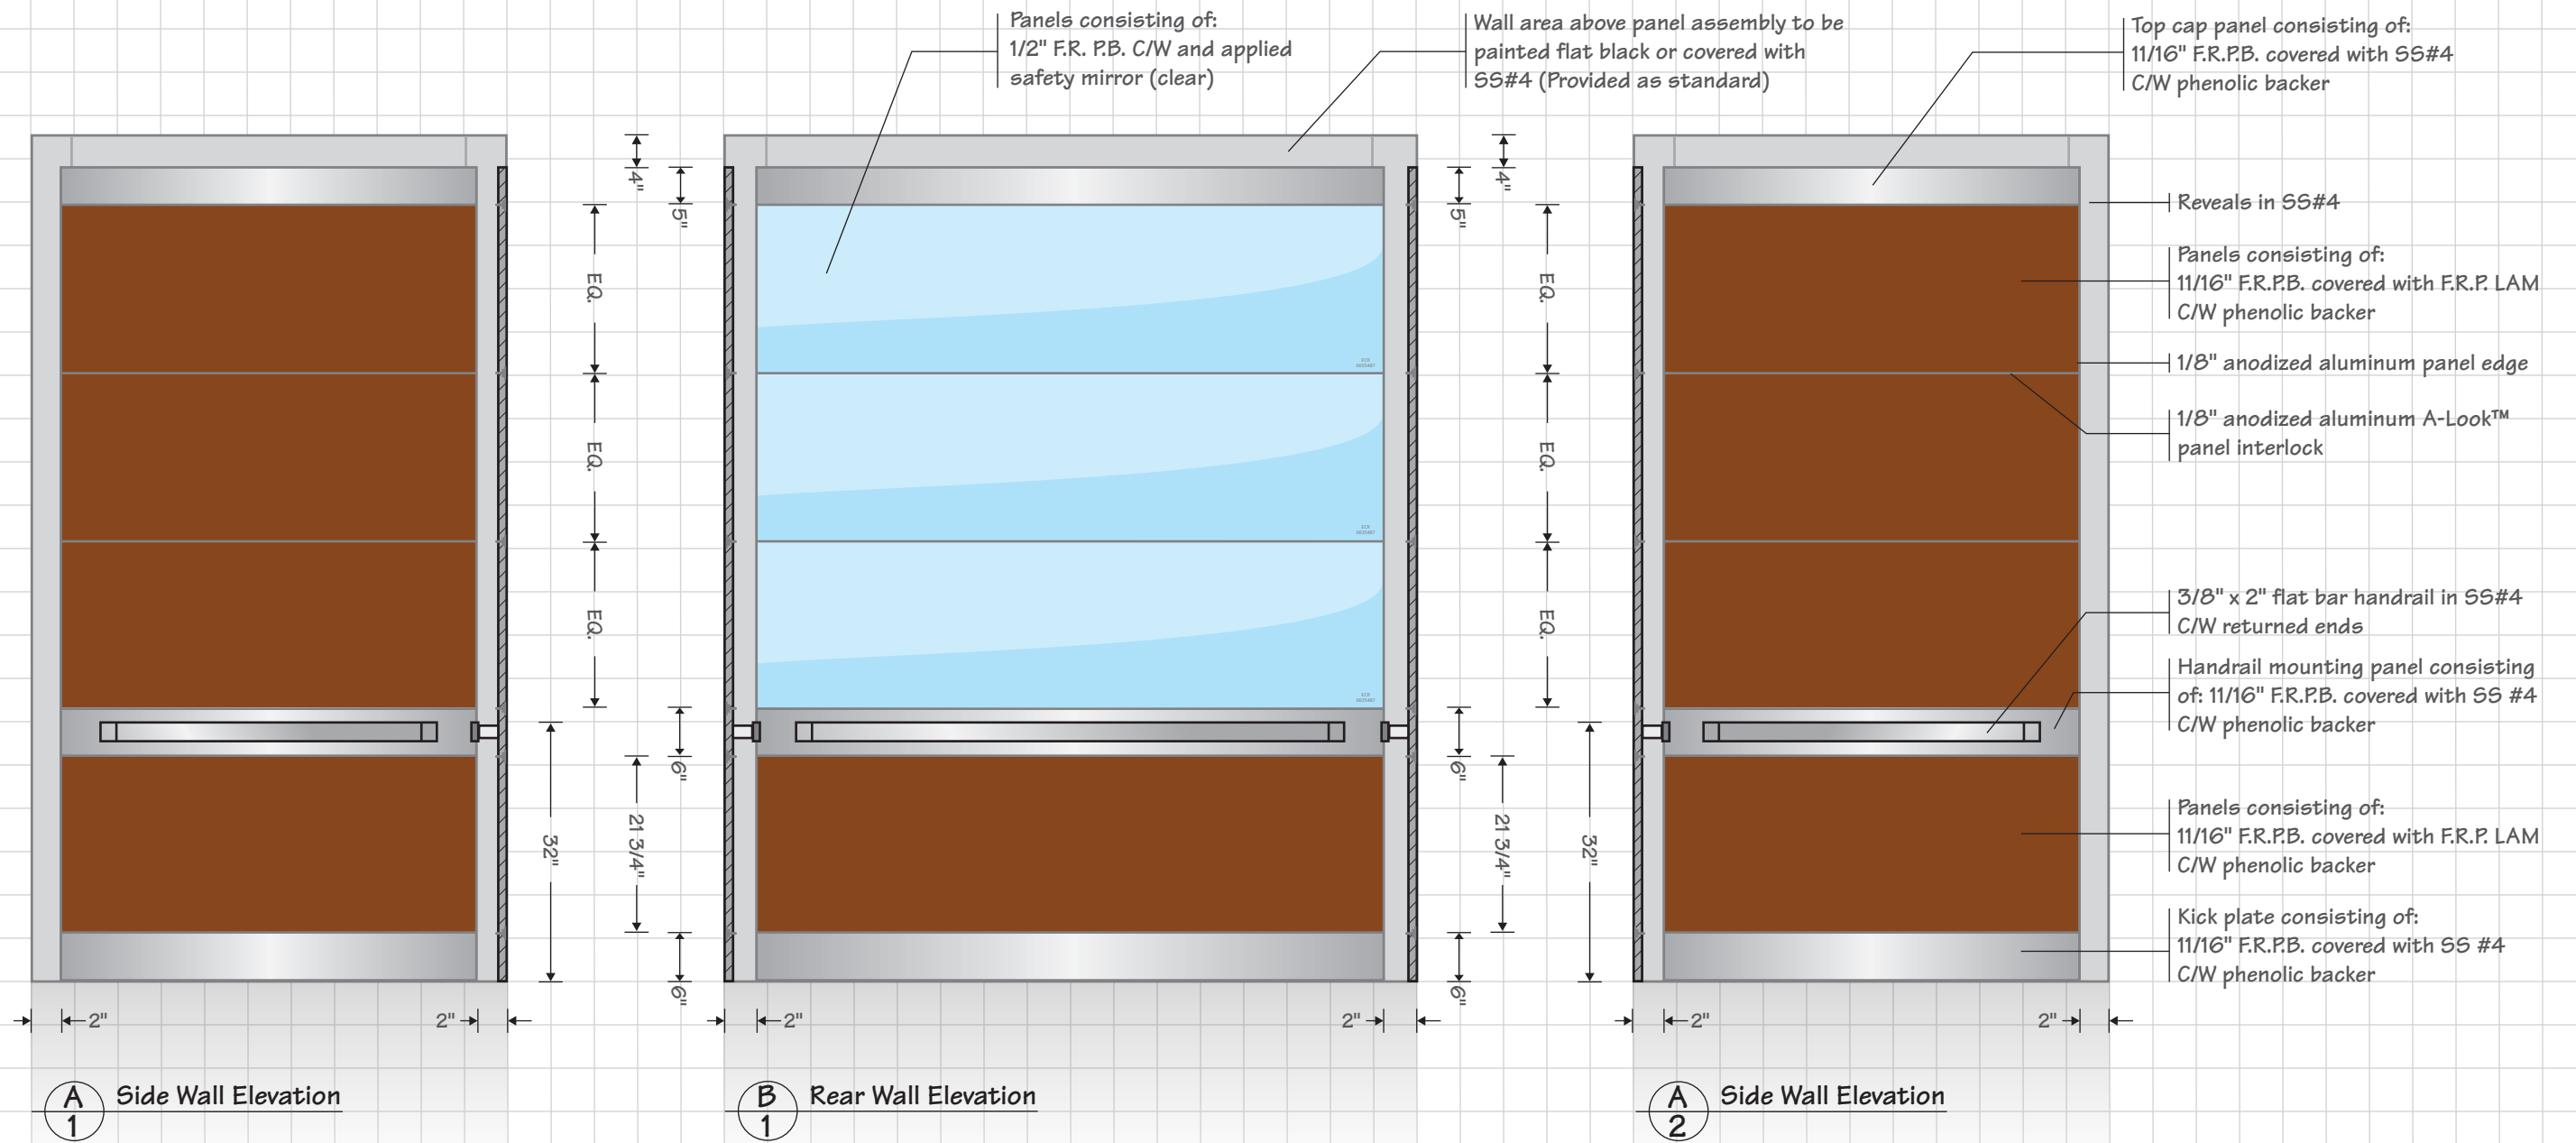 Panels consisting of:
1/2" F.R. P.B. C/W and applied
safety mirror (clear)
Wall area above panel assembly to be
painted flat black or covered with
SS#4 (Provided as standard)
Top cap panel consisting of:
11/16" F.R.P.B. covered with SS#4
C/W phenolic backer
4"
5"
EQ.
EQ.
EQ.
6"
21 3/4"
32"
6"
4"
5"
EQ.
EQ.
EQ.
6"
21 3/4"
32"
6"
Reveals in SS#4
Panels consisting of:
11/16" F.R.P.B. covered with F.R.P. LAM
C/W phenolic backer
1/8" anodized aluminum panel edge
1/8" anodized aluminum A-Look™
panel interlock
3/8" x 2" flat bar handrail in SS#4
C/W returned ends
Handrail mounting panel consisting
of: 11/16" F.R.P.B. covered with SS #4
C/W phenolic backer
Panels consisting of:
11/16" F.R.P.B. covered with F.R.P. LAM
C/W phenolic backer
Kick plate consisting of:
11/16" F.R.P.B. covered with SS #4
C/W phenolic backer
2"
2"
2"
2"
2"
2"
A
1
Side Wall Elevation
B
1
Rear Wall Elevation
A
2
Side Wall Elevation